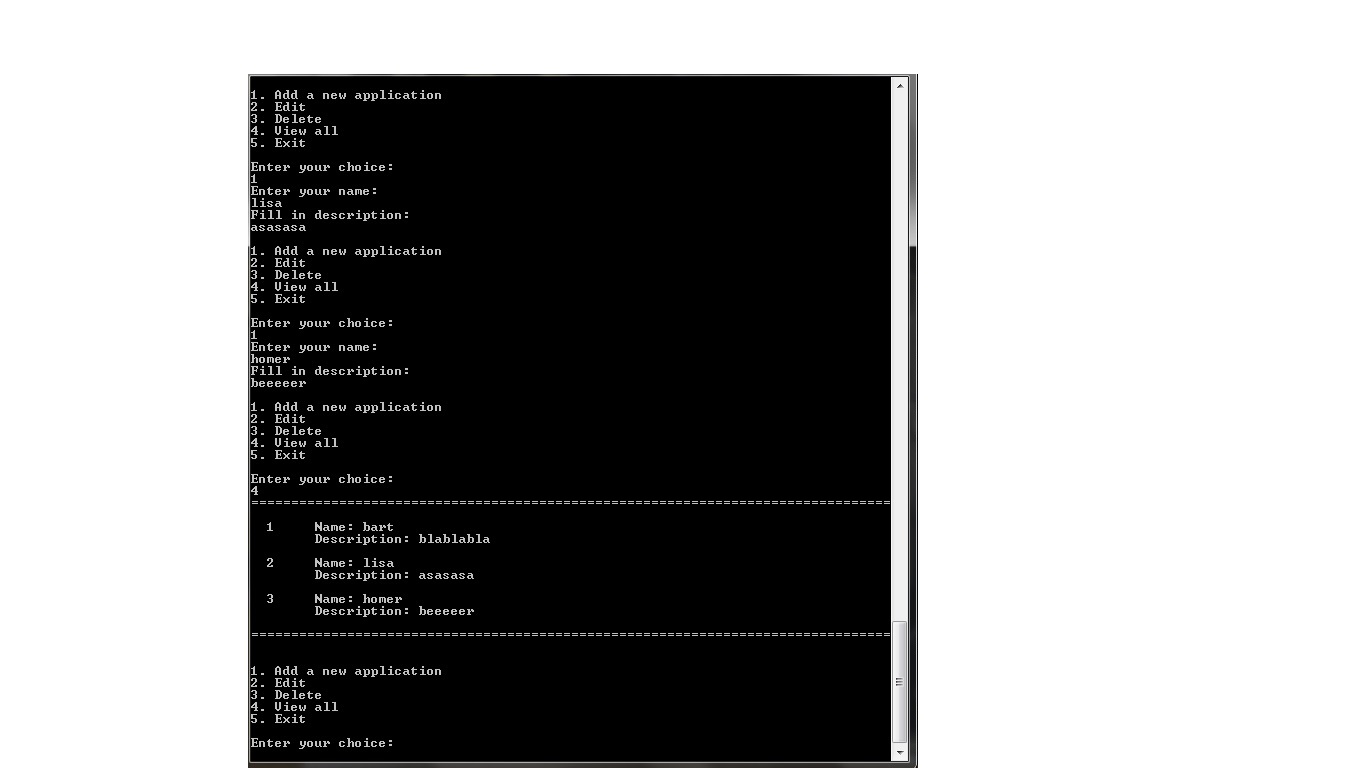 1. Add a new application
2. Edit
3. Delete
4. View all
5. Exit
Enter your choice:
1
Enter your name:
lisa
Fill in description:
asasasa
1. Add a new application
2. Edit
3. Delete
4. View all
5. Exit
Enter your choice:
1
Enter your name:
homer
Fill in description:
beeeeer
1. Add a new application
2. Edit
3. Delete
4. View all
5. Exit
Enter your choice:
4
================================================================================
1 Name: bart
Description: blablabla
2 Name: lisa
Description: asasasa
3 Name: homer
Description: beeeeer
================================================================================
1. Add a new application
2. Edit
3. Delete
4. View all
5. Exit
Enter your choice: